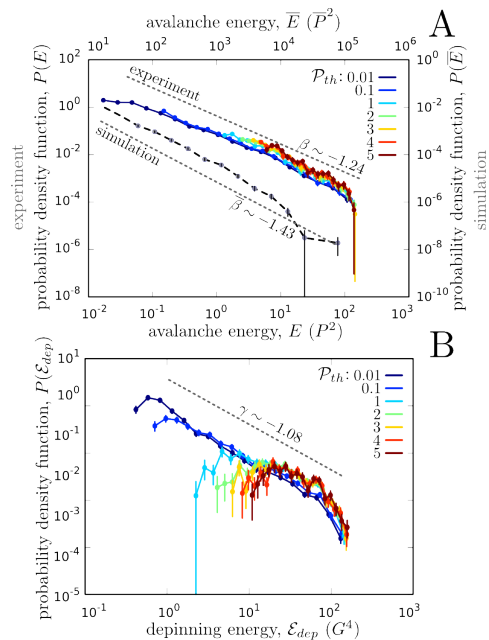 avalanche energy, E̅ (P̅²)
10¹ 10² 10³ 10⁴ 10⁵ 10⁶
A
experiment
probability density function, P(E)
10² 10⁰ 10⁻² 10⁻⁴ 10⁻⁶ 10⁻⁸
experiment
simulation
β ~ −1.24
β̅ ~ −1.43
𝒫th: 0.01
0.1
1
2
3
4
5
10⁰ 10⁻² 10⁻⁴ 10⁻⁶ 10⁻⁸ 10⁻¹⁰
probability density function, P(E̅)
simulation
10⁻² 10⁻¹ 10⁰ 10¹ 10² 10³
avalanche energy, E (P²)
B
probability density function, P(ℰdep)
10¹ 10⁰ 10⁻¹ 10⁻² 10⁻³ 10⁻⁴ 10⁻⁵
γ ~ −1.08
𝒫th: 0.01
0.1
1
2
3
4
5
10⁻¹ 10⁰ 10¹ 10² 10³
depinning energy, ℰdep (G⁴)